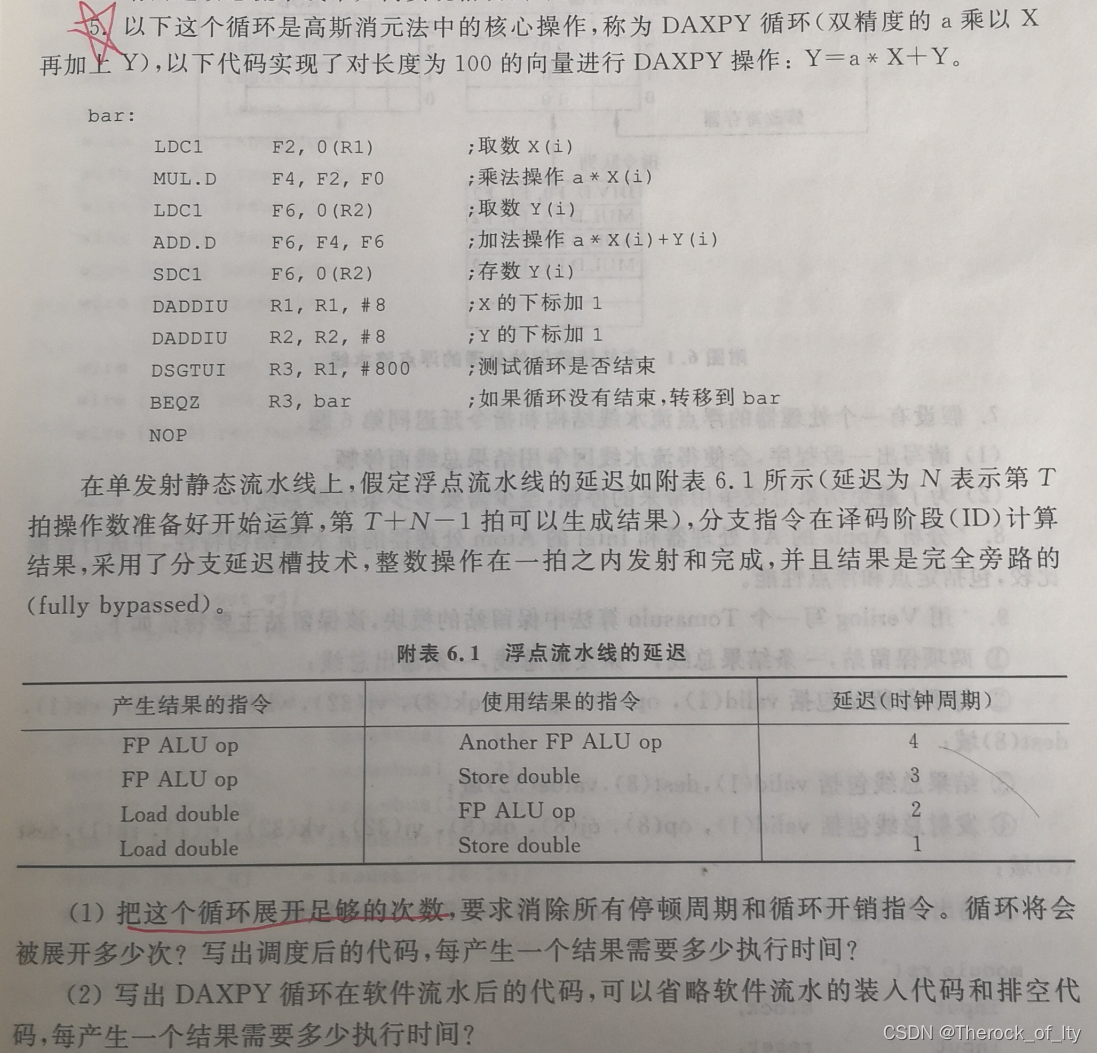 5. 以下这个循环是高斯消元法中的核心操作,称为 DAXPY 循环(双精度的 a 乘以 X
再加上 Y),以下代码实现了对长度为 100 的向量进行 DAXPY 操作: Y=a * X+Y。
bar:
LDC1 F2, 0(R1) ;取数 X(i)
MUL.D F4, F2, F0 ;乘法操作 a * X(i)
LDC1 F6, 0(R2) ;取数 Y(i)
ADD.D F6, F4, F6 ;加法操作 a * X(i)+Y(i)
SDC1 F6, 0(R2) ;存数 Y(i)
DADDIU R1, R1, #8 ;X 的下标加 1
DADDIU R2, R2, #8 ;Y 的下标加 1
DSGTUI R3, R1, #800 ;测试循环是否结束
BEQZ R3, bar ;如果循环没有结束,转移到 bar
NOP
在单发射静态流水线上,假定浮点流水线的延迟如附表 6.1 所示(延迟为 N 表示第 T
拍操作数准备好开始运算,第 T+N-1 拍可以生成结果),分支指令在译码阶段(ID)计算
结果,采用了分支延迟槽技术,整数操作在一拍之内发射和完成,并且结果是完全旁路的
(fully bypassed)。
附表 6.1 浮点流水线的延迟
产生结果的指令 使用结果的指令 延迟(时钟周期)
FP ALU op Another FP ALU op 4
FP ALU op Store double 3
Load double FP ALU op 2
Load double Store double 1
(1) 把这个循环展开足够的次数,要求消除所有停顿周期和循环开销指令。循环将会
被展开多少次? 写出调度后的代码,每产生一个结果需要多少执行时间?
(2) 写出 DAXPY 循环在软件流水后的代码,可以省略软件流水的装入代码和排空代
码,每产生一个结果需要多少执行时间?
CSDN @Therock_of_lty